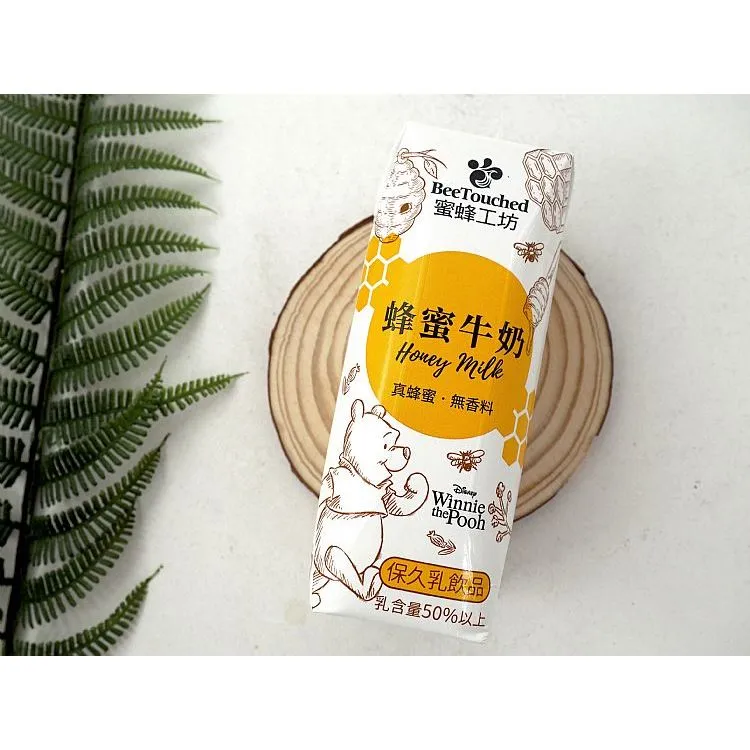 BeeTouched
蜜蜂工坊
蜂蜜牛奶
Honey Milk
真蜂蜜·無香料
Disney
Winnie
the Pooh
保久乳飲品
乳含量50%以上